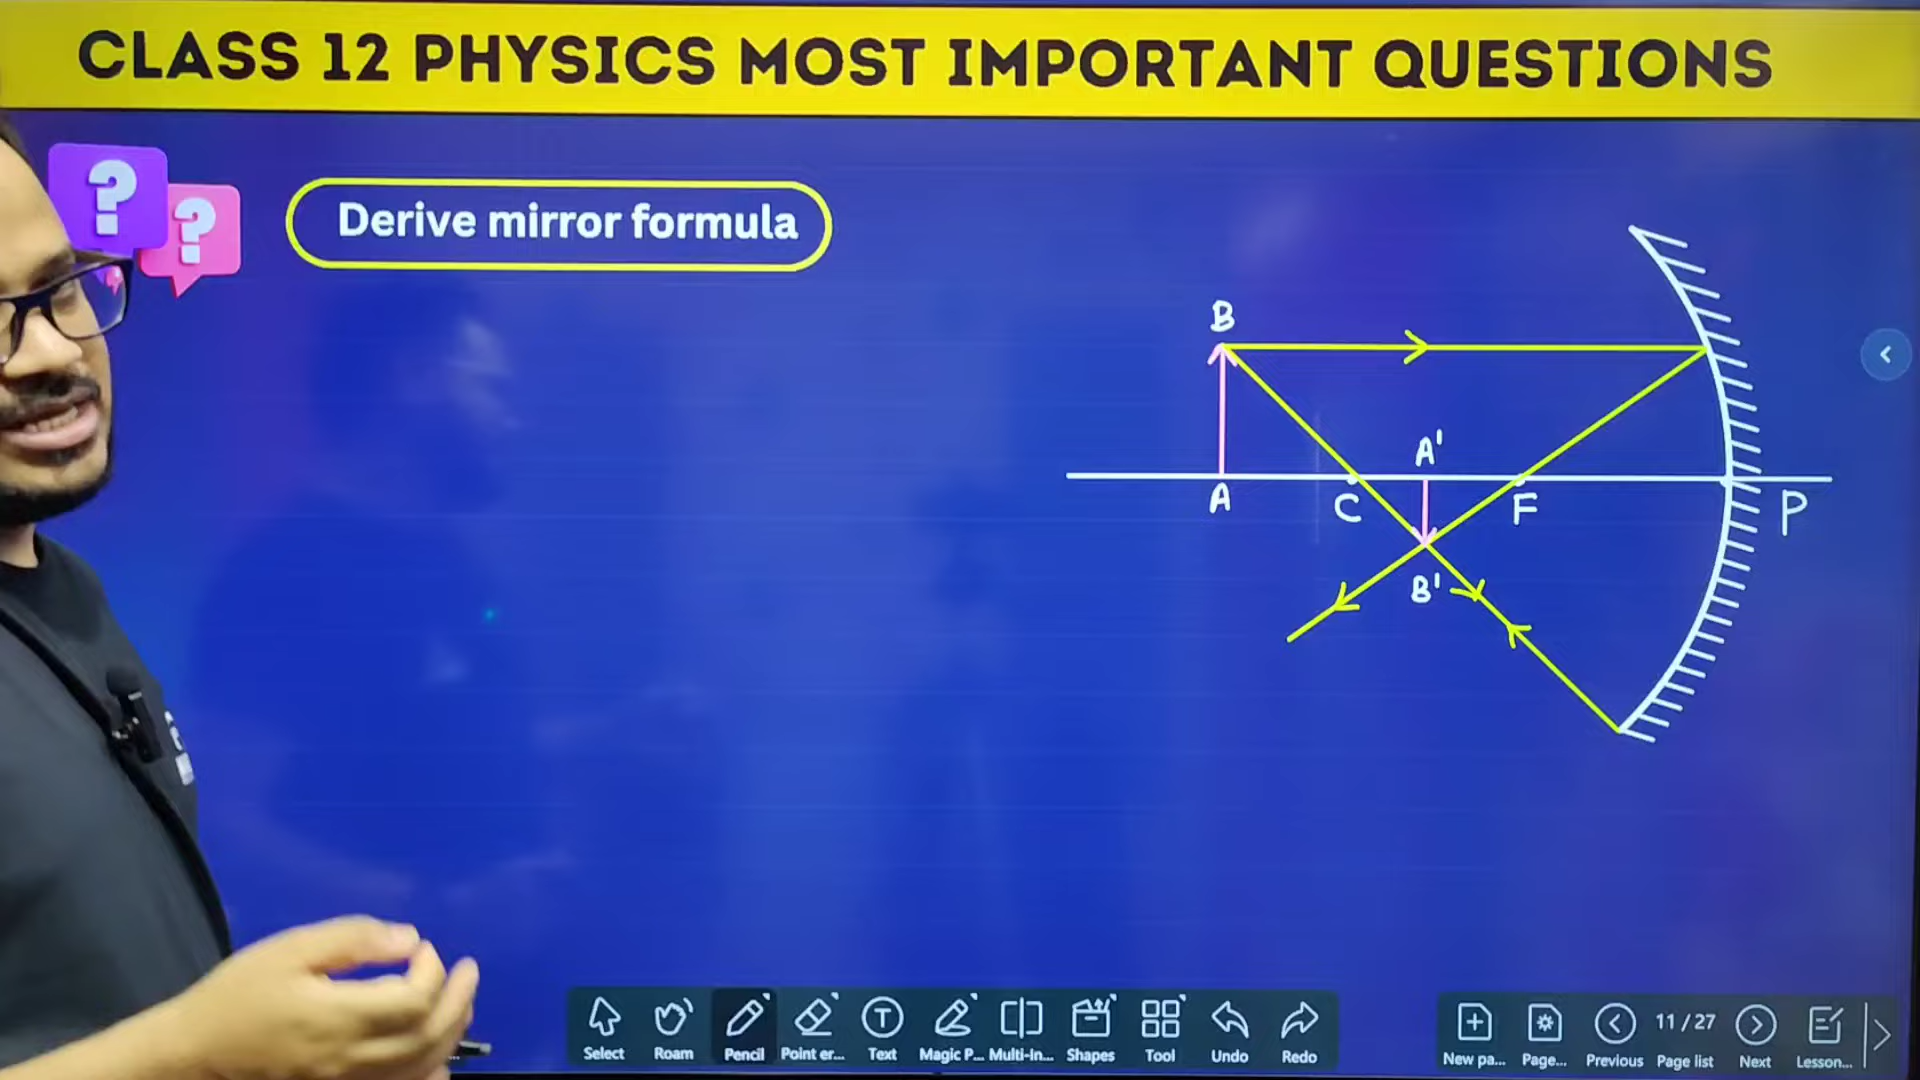 CLASS 12 PHYSICS MOST IMPORTANT QUESTIONS
? ?
Derive mirror formula
B
A'
A C F P
B'
Select Roam Pencil Point er... Text Magic P... Multi-In... Shapes Tool Undo Redo
New pa... Page... Previous 11 / 27 Page list Next Lesson...